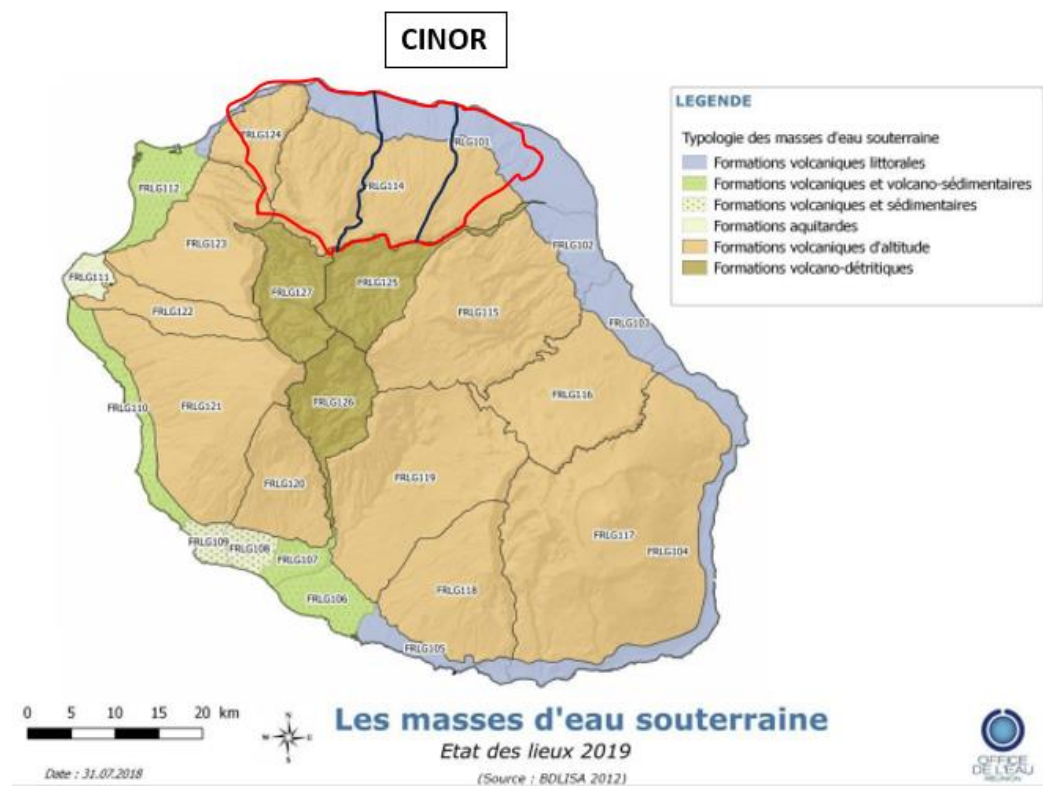 CINOR
LEGENDE
Typologie des masses d'eau souterraine
Formations volcaniques littorales
Formations volcaniques et volcano-sédimentaires
Formations volcaniques et sédimentaires
Formations aquitardes
Formations volcaniques d'altitude
Formations volcano-détritiques
FRLG124
FRLG101
FRLG114
FRLG112
FRLG123
FRLG102
FRLG111
FRLG127
FRLG125
FRLG122
FRLG115
FRLG103
FRLG110
FRLG121
FRLG126
FRLG116
FRLG120
FRLG119
FRLG117
FRLG109
FRLG108
FRLG104
FRLG107
FRLG106
FRLG118
FRLG105
0 5 10 15 20 km
N
W E
S
Les masses d'eau souterraine
Etat des lieux 2019
(Source : BDLISA 2012)
Date : 31.07.2018
OFFICE
DE L'EAU
RÉUNION